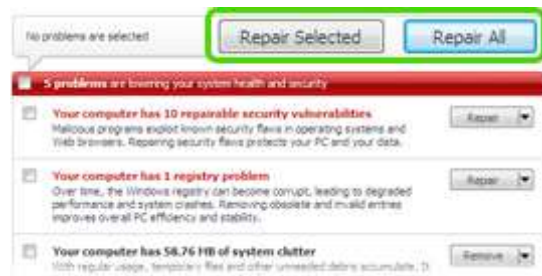 No problems are selected
Repair Selected
Repair All
5 problems are lowering your system health and security
Your computer has 10 repairable security vulnerabilities
Repair
Malicious programs exploit known security flaws in operating systems and
Web browsers. Repairing security flaws protects your PC and your data.
Your computer has 1 registry problem
Repair
Over time, the Windows registry can become corrupt, leading to degraded
performance and system crashes. Removing obsolete and invalid entries
improves overall PC efficiency and stability.
Your computer has 58.76 MB of system clutter
Remove
With regular usage, temporary files and other unneeded debris accumulate. It